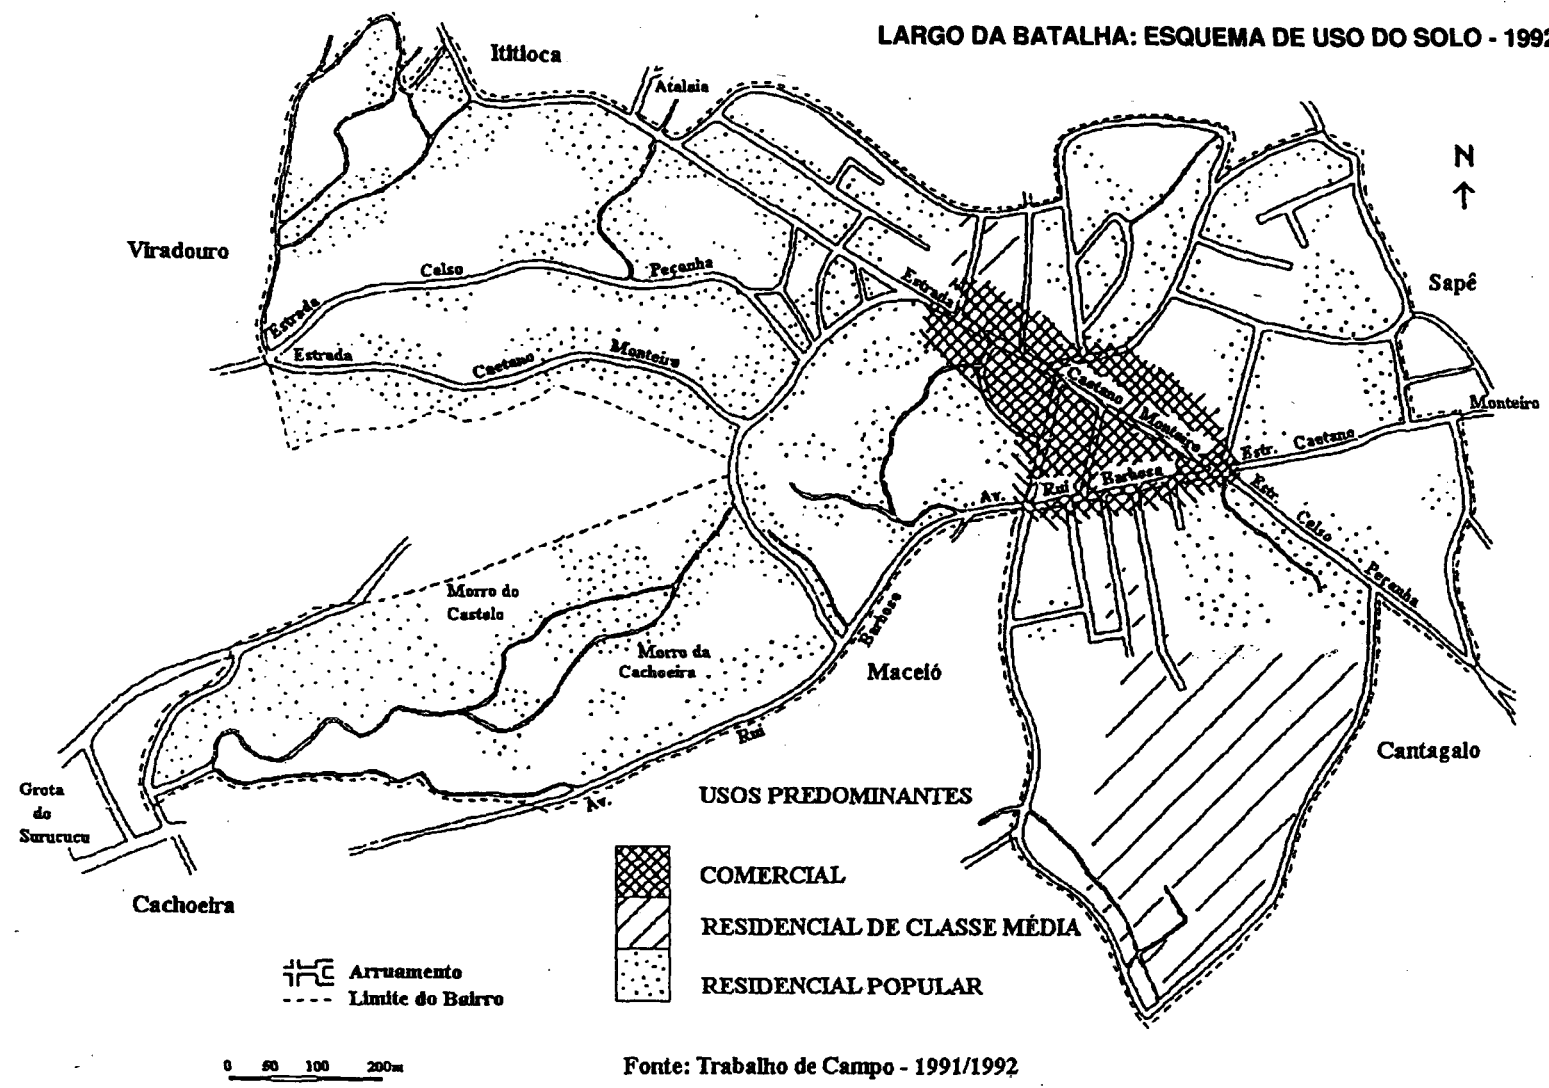 LARGO DA BATALHA: ESQUEMA DE USO DO SOLO - 1992
Ititioca
Atalaia
N
Viradouro
Sapê
Estrada Celso Peçanha
Estrada Caetano Monteiro
Estrada Caetano Monteiro
Estr. Caetano Monteiro
Av. Rui Barbosa
Estr. Celso Peçanha
Morro do
Castelo
Morro da
Cachoeira
Barbosa
Maceió
Rui
Av.
Cantagalo
Grota
do
Surucucu
Cachoeira
USOS PREDOMINANTES
COMERCIAL
RESIDENCIAL DE CLASSE MÉDIA
RESIDENCIAL POPULAR
Arruamento
Limite do Bairro
0 50 100 200m
Fonte: Trabalho de Campo - 1991/1992